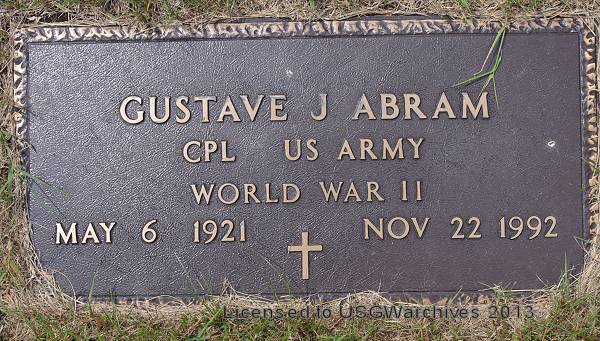 GUSTAVE J ABRAM
CPL US ARMY
WORLD WAR II
MAY 6 1921 NOV 22 1992
Licensed to USGWarchives 2013